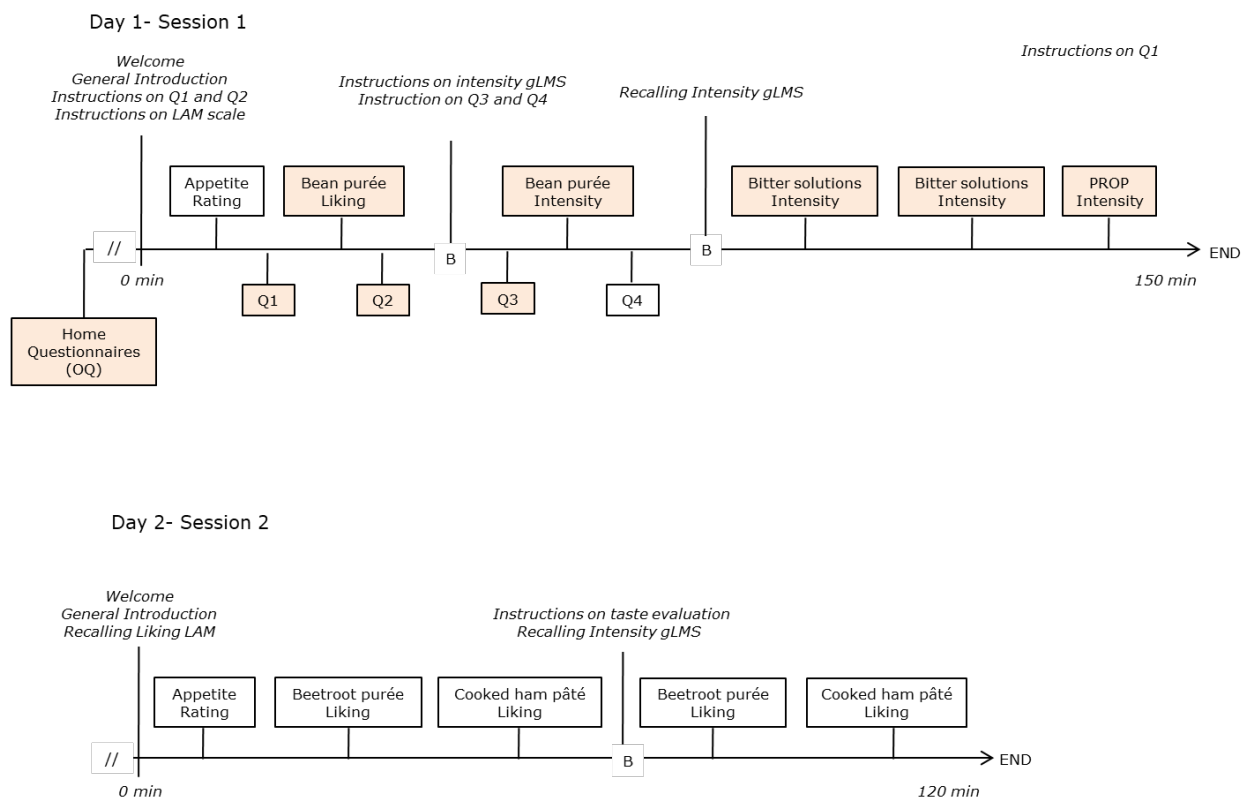 Day 1- Session 1
Welcome
General Introduction
Instructions on Q1 and Q2
Instructions on LAM scale
Instructions on intensity gLMS
Instruction on Q3 and Q4
Recalling Intensity gLMS
Instructions on Q1
Appetite
Rating
Bean purée
Liking
Bean purée
Intensity
Bitter solutions
Intensity
Bitter solutions
Intensity
PROP
Intensity
//
B
B
END
0 min
150 min
Q1
Q2
Q3
Q4
Home
Questionnaires
(OQ)
Day 2- Session 2
Welcome
General Introduction
Recalling Liking LAM
Instructions on taste evaluation
Recalling Intensity gLMS
Appetite
Rating
Beetroot purée
Liking
Cooked ham pâté
Liking
Beetroot purée
Liking
Cooked ham pâté
Liking
//
B
END
0 min
120 min